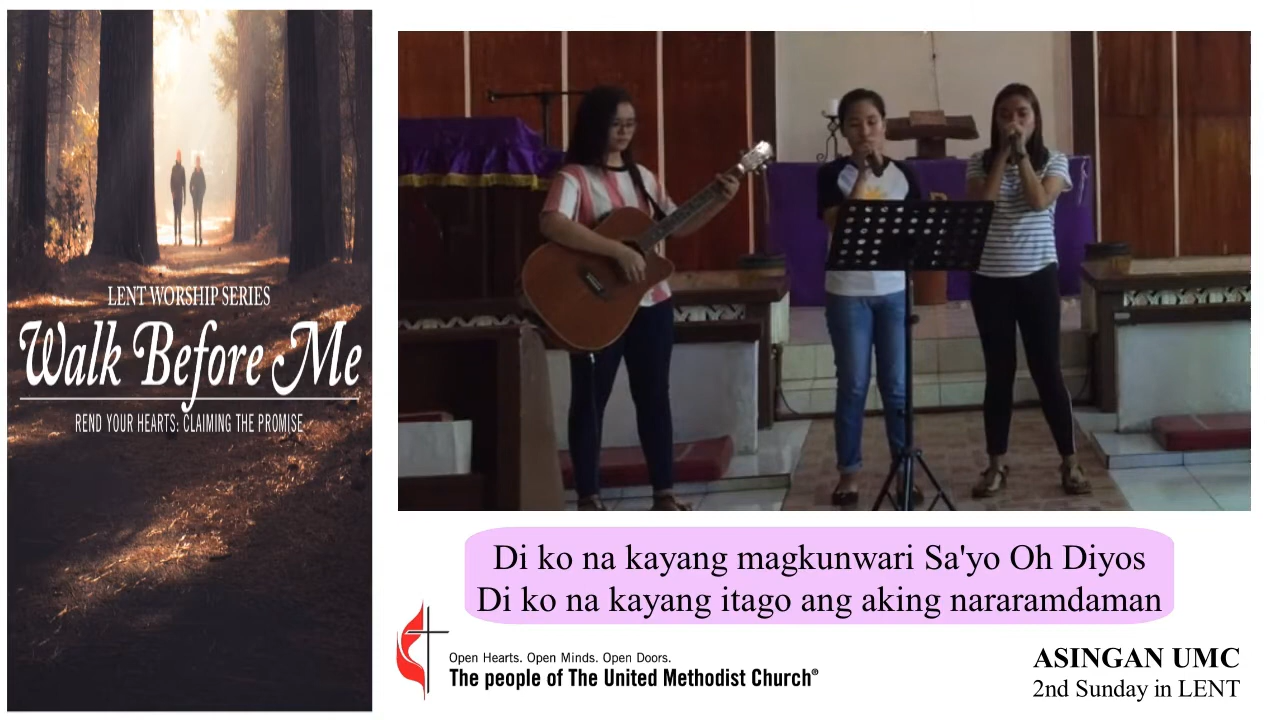 LENT WORSHIP SERIES
Walk Before Me
REND YOUR HEARTS: CLAIMING THE PROMISE
Di ko na kayang magkunwari Sa'yo Oh Diyos
Di ko na kayang itago ang aking nararamdaman
Open Hearts. Open Minds. Open Doors.
The people of The United Methodist Church®
ASINGAN UMC
2nd Sunday in LENT